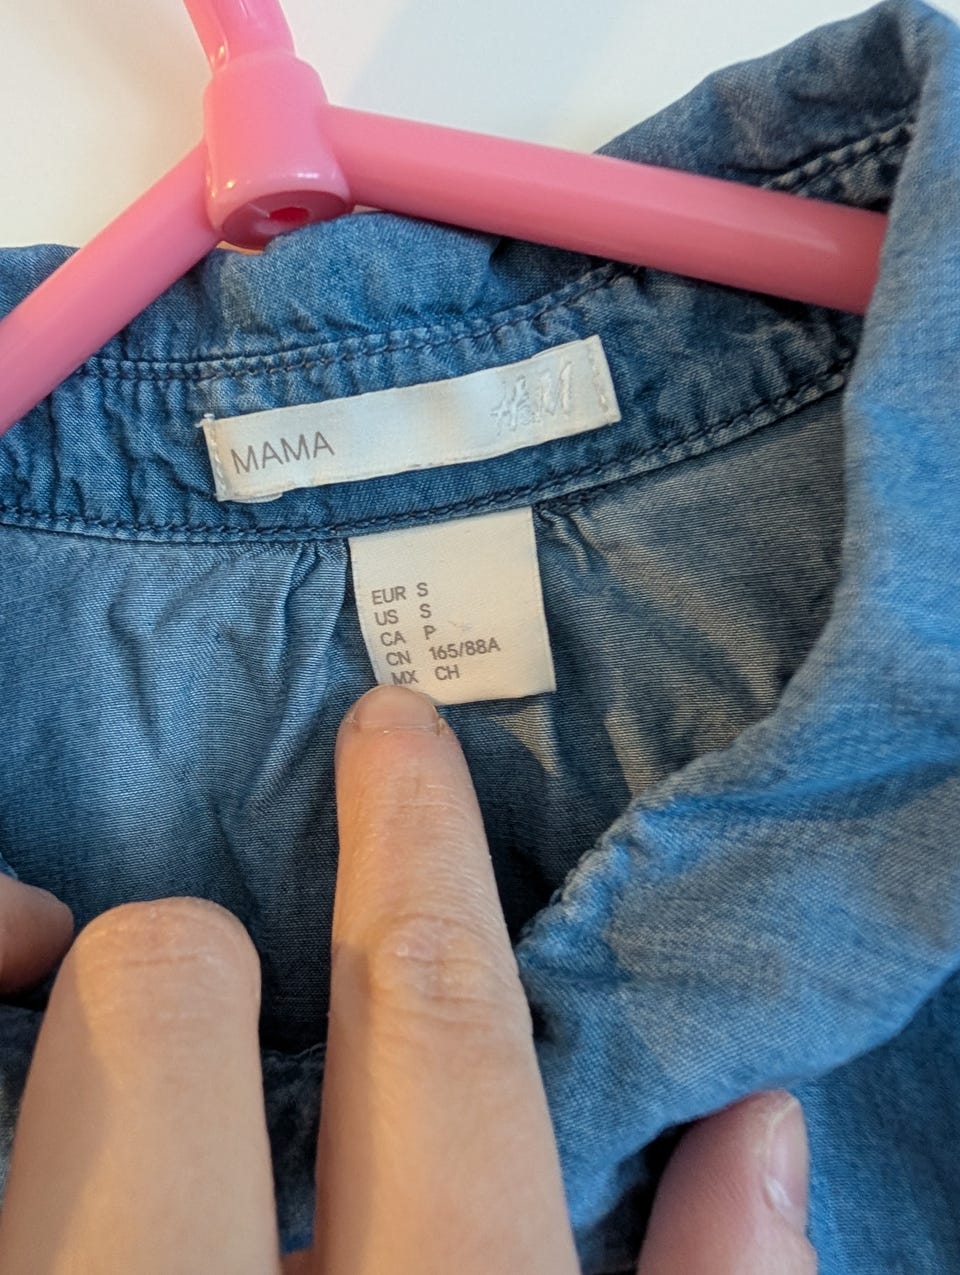 MAMA H&M
EUR S
US S
CA P
CN 165/88A
MX CH